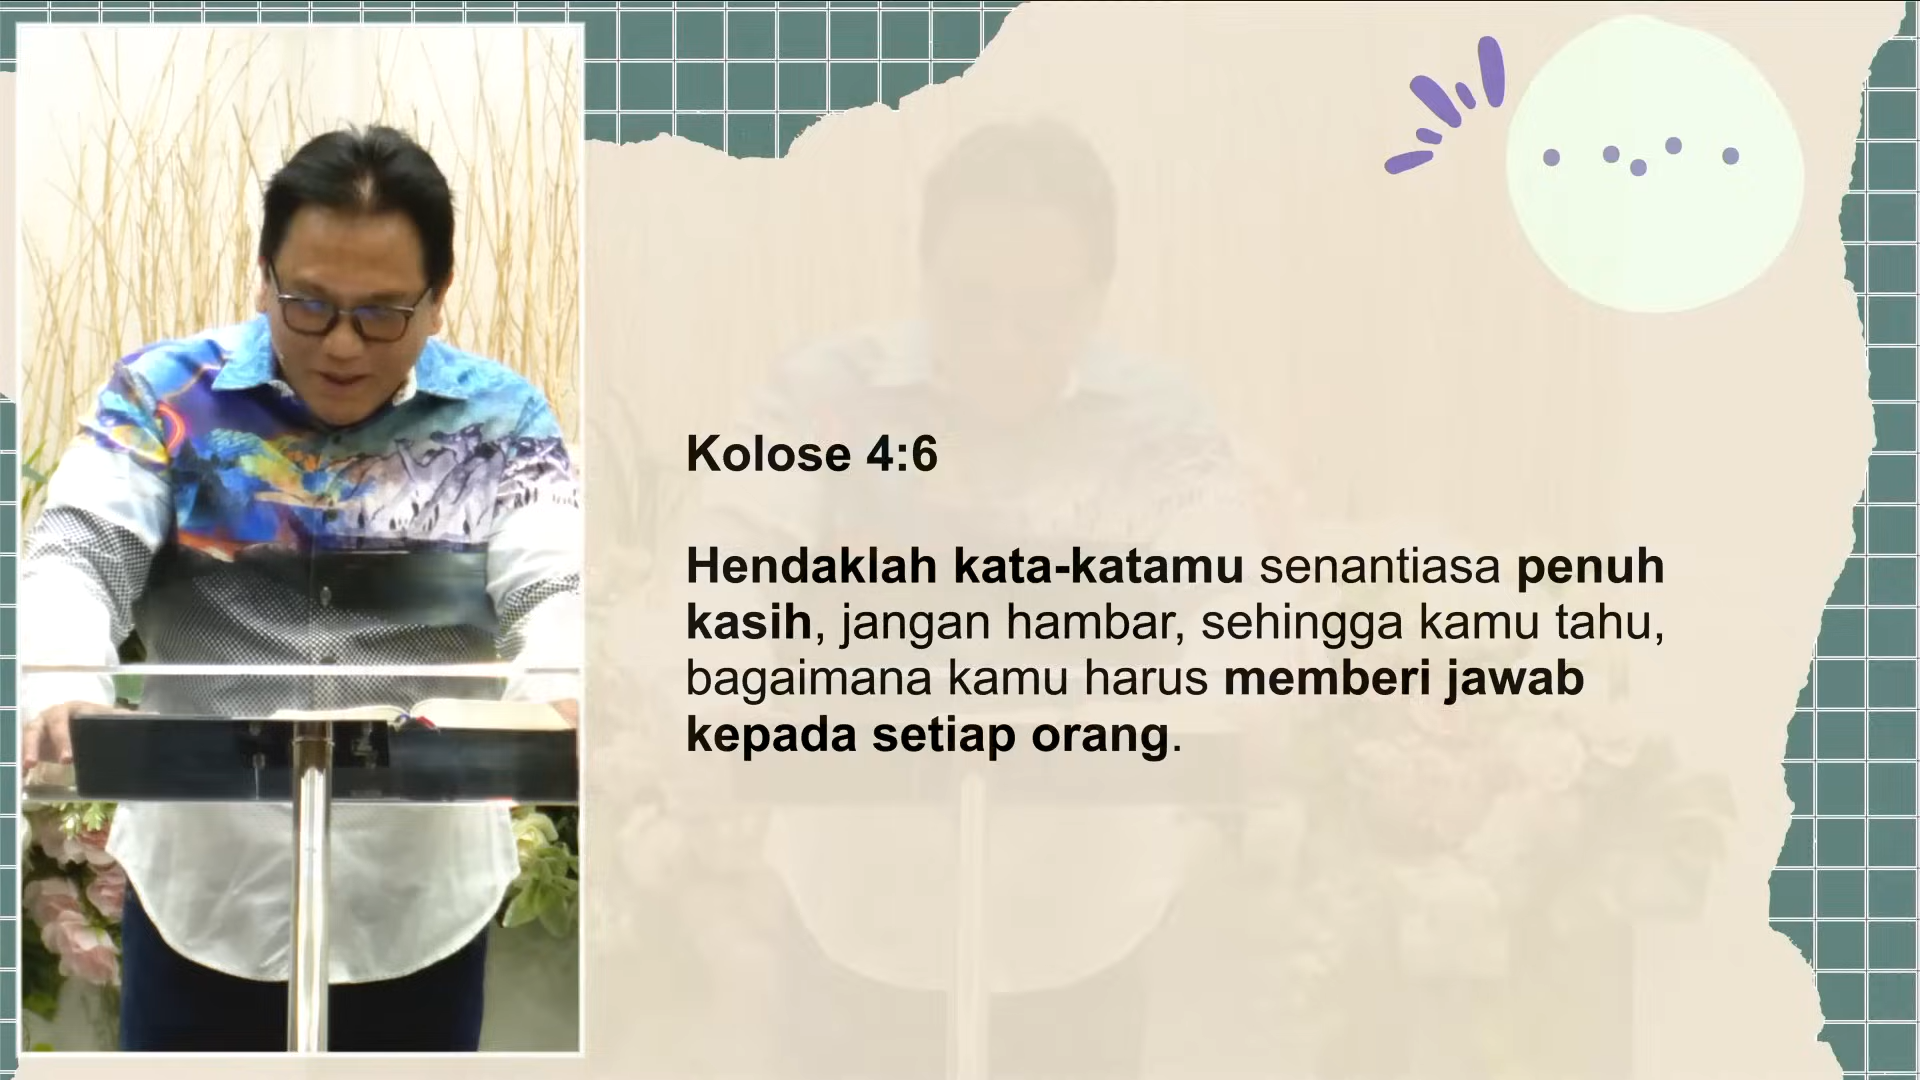 Kolose 4:6
Hendaklah kata-katamu senantiasa penuh
kasih, jangan hambar, sehingga kamu tahu,
bagaimana kamu harus memberi jawab
kepada setiap orang.